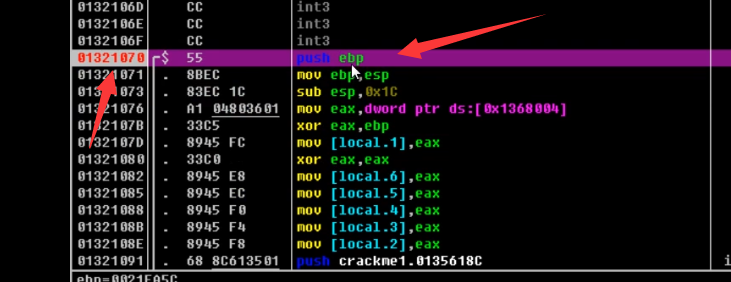 0132106D CC int3
0132106E CC int3
0132106F CC int3
01321070 $ 55 push ebp
01321071 . 8BEC mov ebp,esp
01321073 . 83EC 1C sub esp,0x1C
01321076 . A1 04803601 mov eax,dword ptr ds:[0x1368004]
0132107B . 33C5 xor eax,ebp
0132107D . 8945 FC mov [local.1],eax
01321080 . 33C0 xor eax,eax
01321082 . 8945 E8 mov [local.6],eax
01321085 . 8945 EC mov [local.5],eax
01321088 . 8945 F0 mov [local.4],eax
0132108B . 8945 F4 mov [local.3],eax
0132108E . 8945 F8 mov [local.2],eax
01321091 . 68 8C613501 push crackme1.0135618C
ebp=0021FA5C